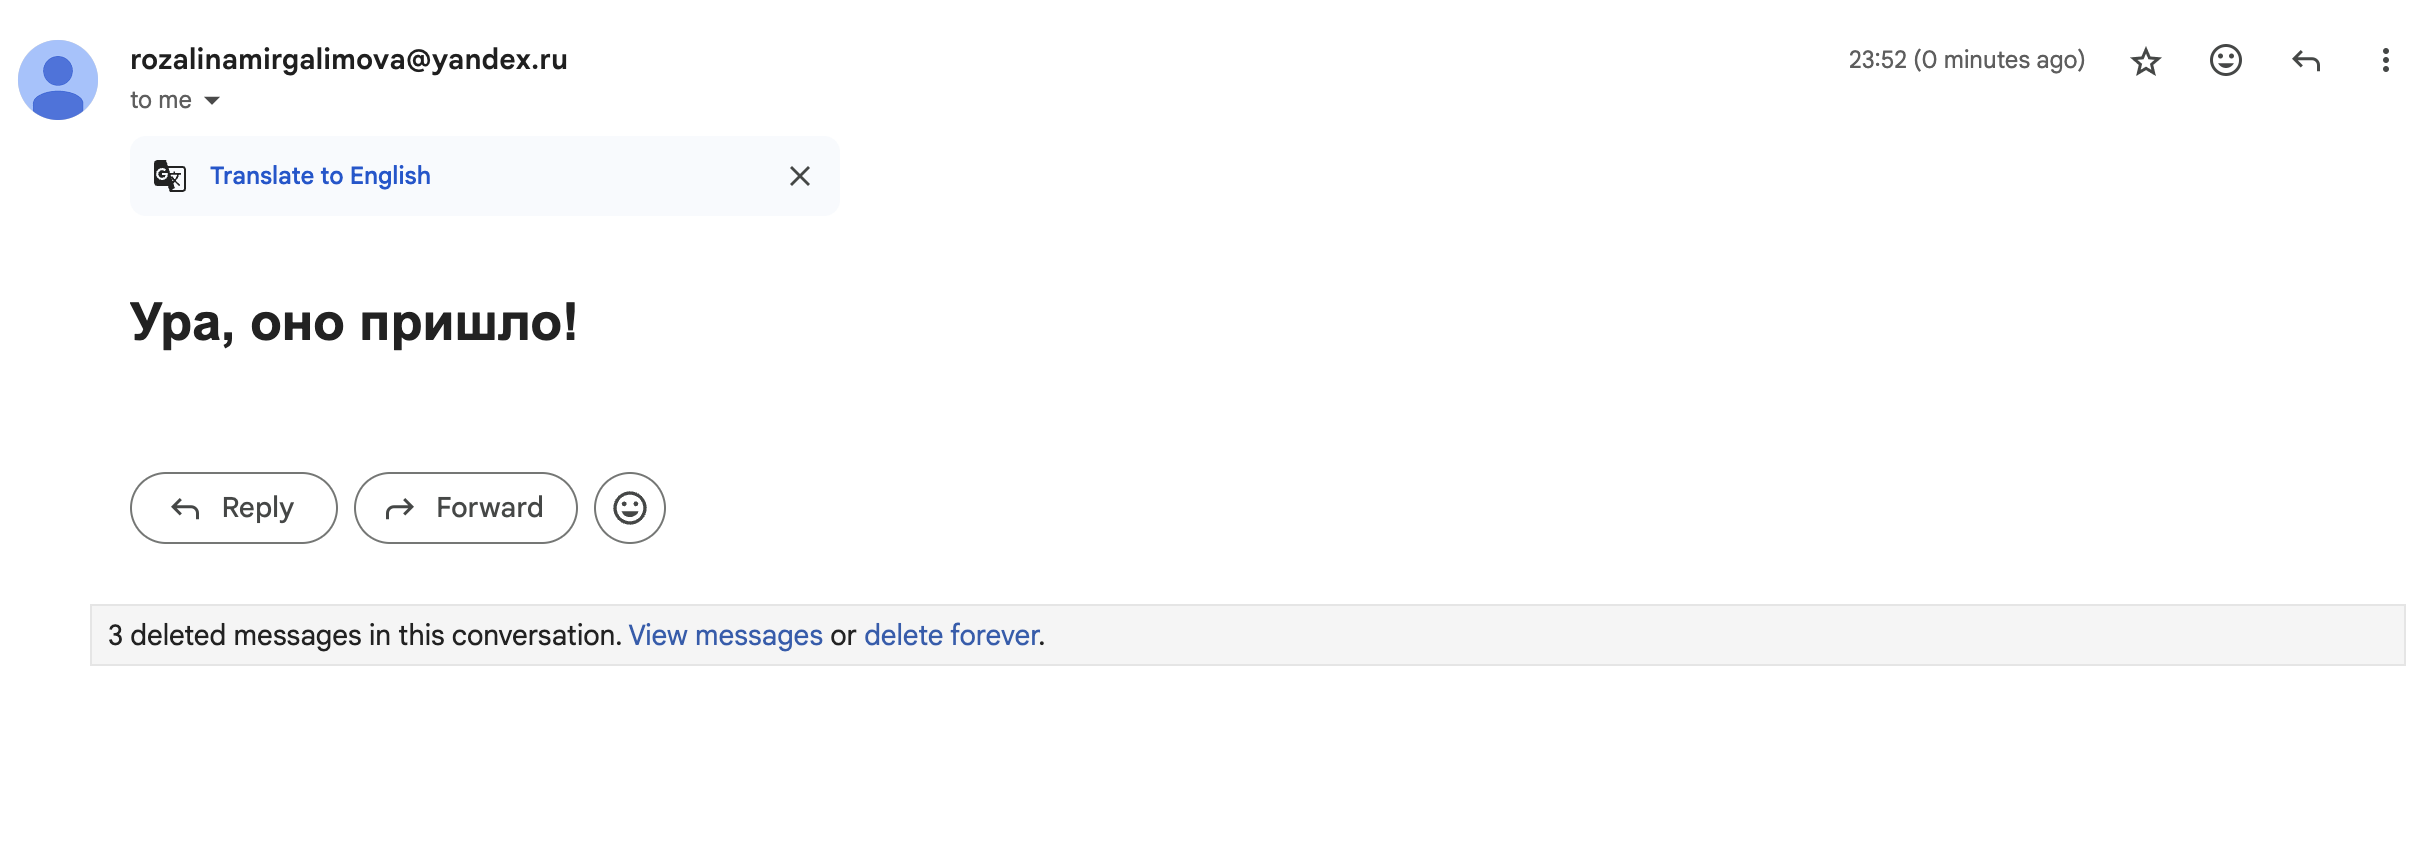 rozalinamirgalimova@yandex.ru
23:52 (0 minutes ago)
to me
Translate to English
Ура, оно пришло!
Reply
Forward
3 deleted messages in this conversation. View messages or delete forever.